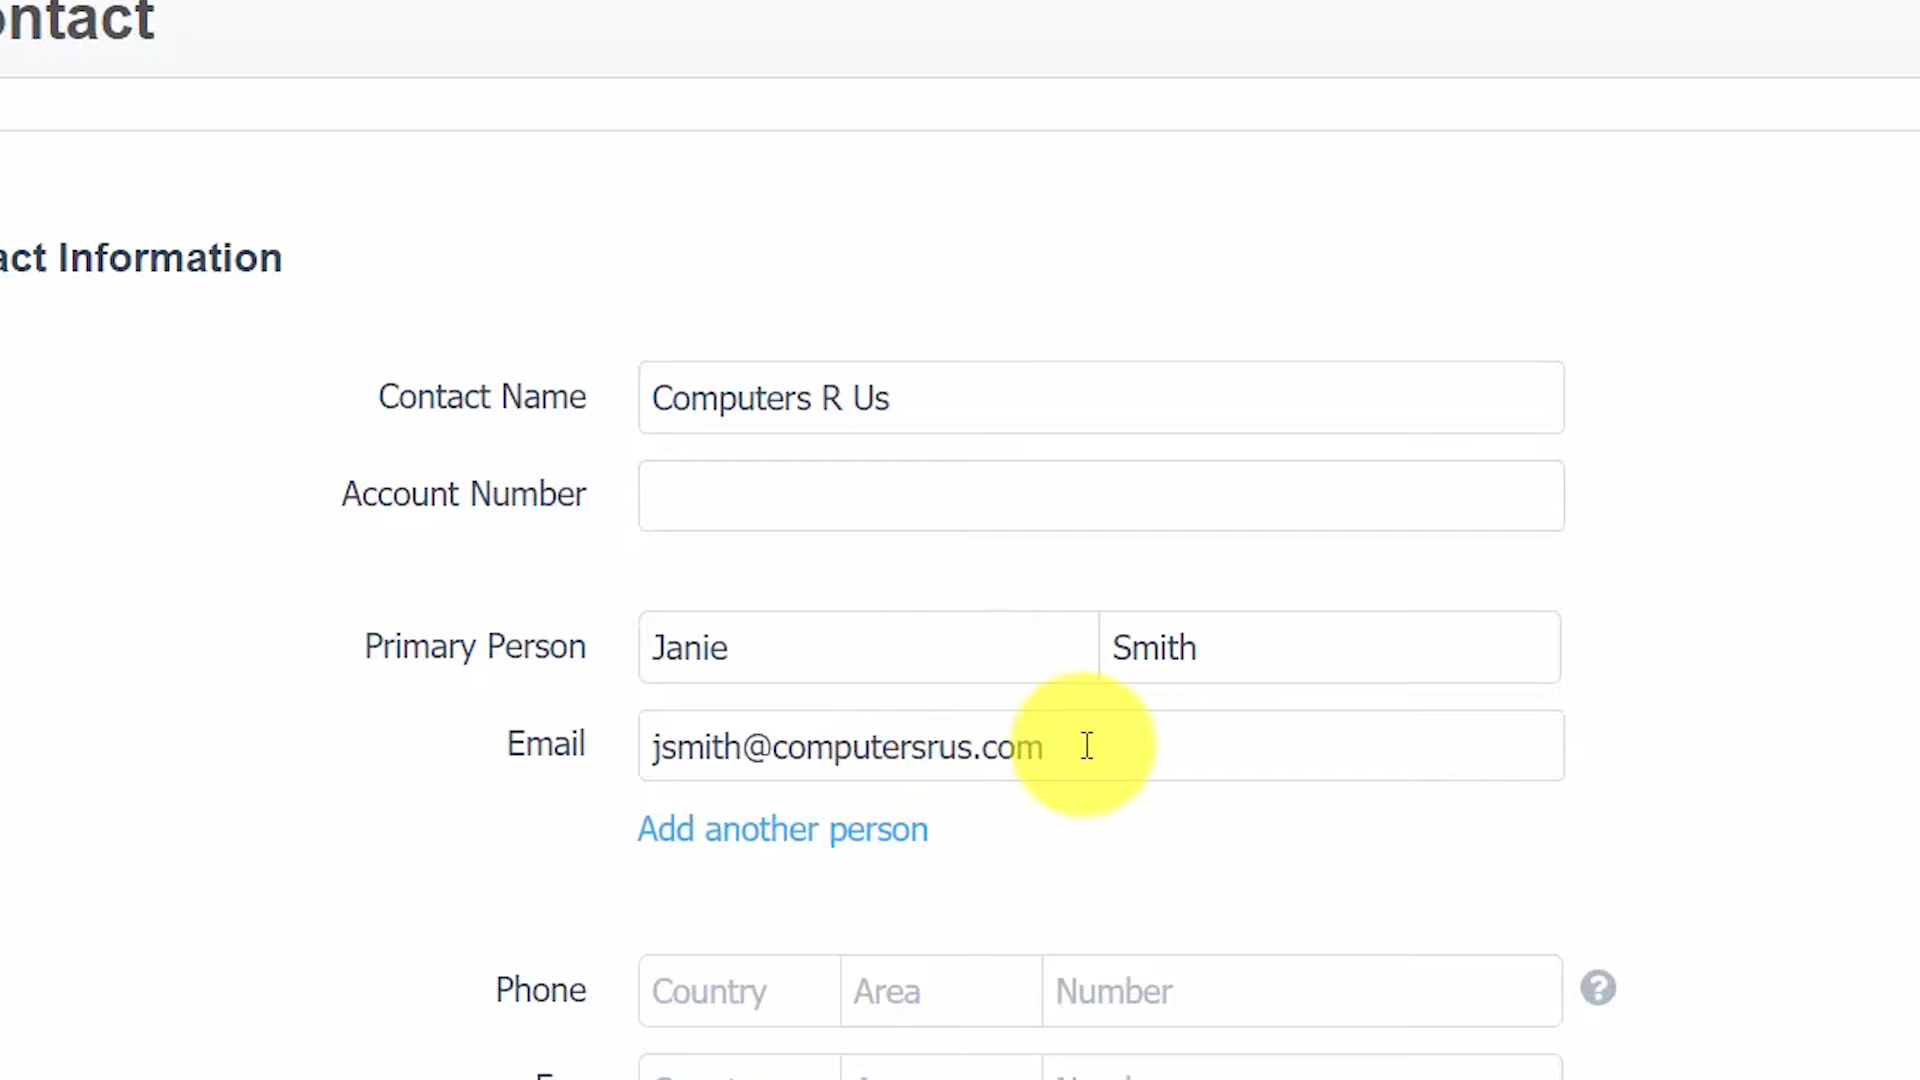 ontact
act Information
Contact Name Computers R Us
Account Number
Primary Person Janie Smith
Email jsmith@computersrus.com
Add another person
Phone Country Area Number ?